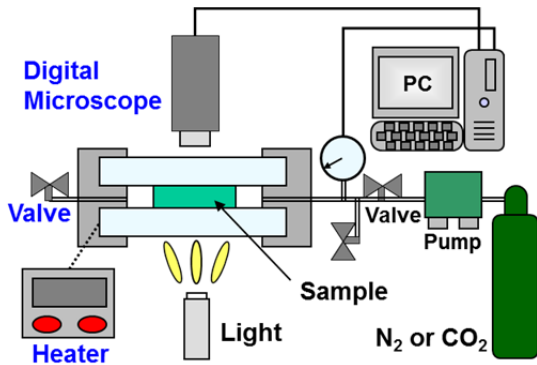 Digital
Microscope
PC
Valve
Valve
Pump
Sample
Light
Heater
N₂ or CO₂